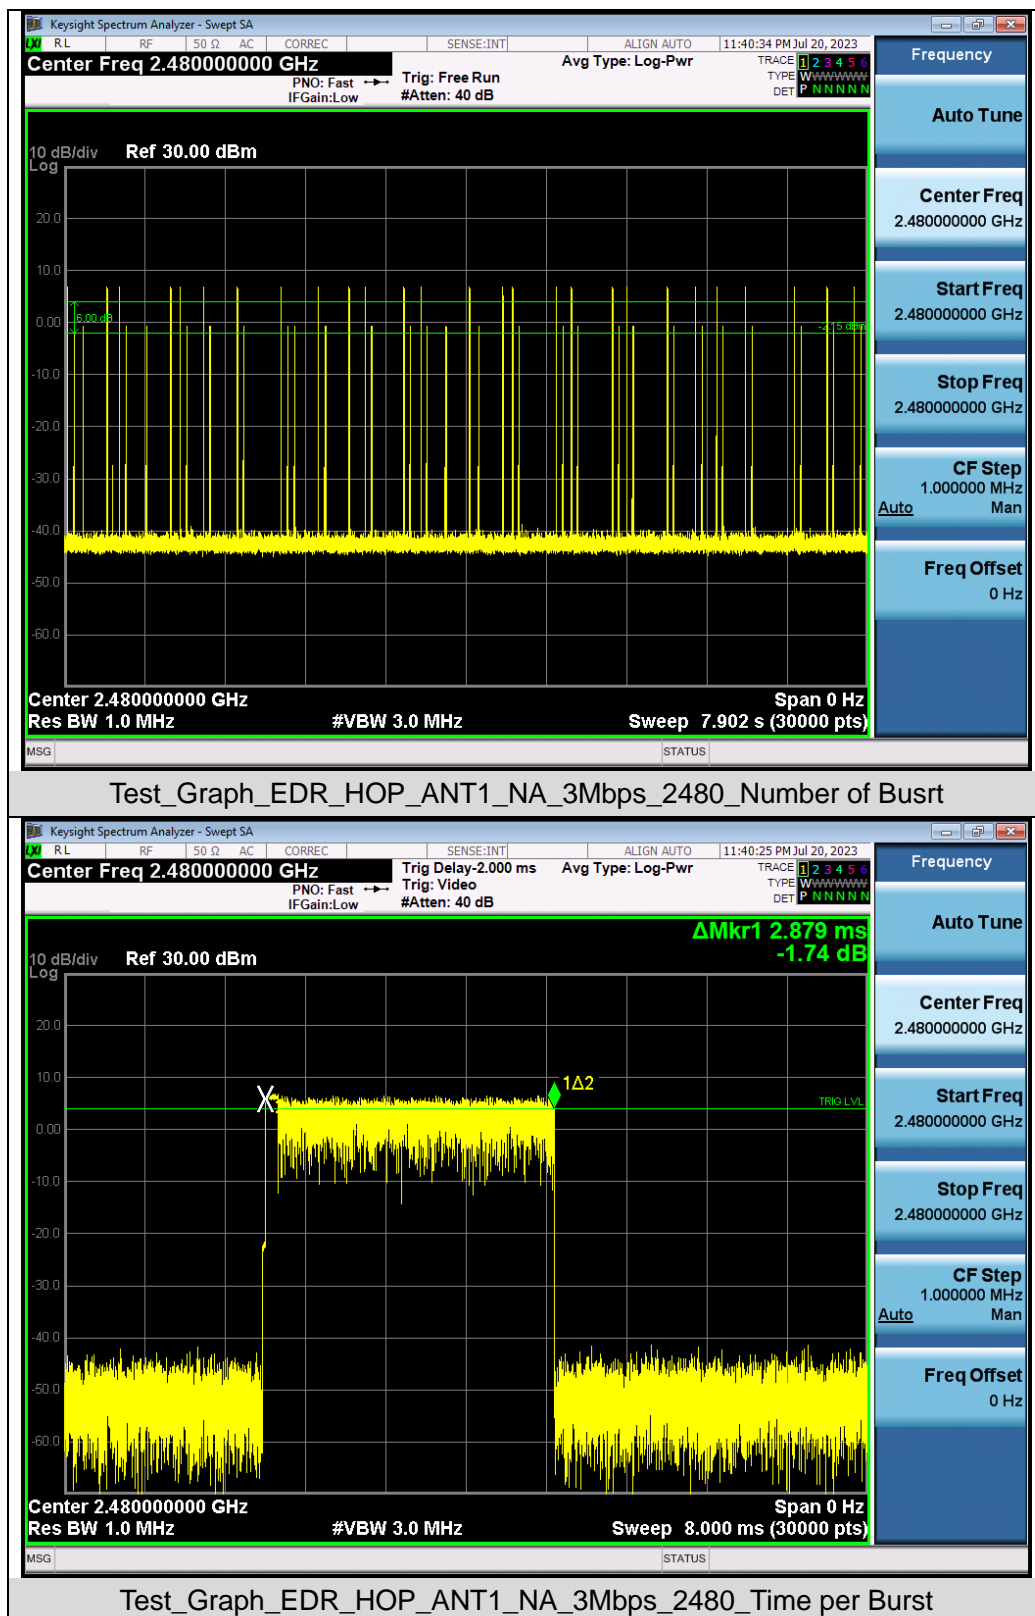 Keysight Spectrum Analyzer - Swept SA
LXI RL RF 50 Ω AC CORREC SENSE:INT ALIGN AUTO 11:40:34 PM Jul 20, 2023
Center Freq 2.480000000 GHz
PNO: Fast
IFGain:Low
Trig: Free Run
#Atten: 40 dB
Avg Type: Log-Pwr
TRACE 1 2 3 4 5 6
TYPE WWWWWW
DET P NNNNN
10 dB/div
Log
Ref 30.00 dBm
20.0
10.0
0.00
-10.0
-20.0
-30.0
-40.0
-50.0
-60.0
6.00 dB
-2.15 dBm
Center 2.480000000 GHz
Span 0 Hz
Res BW 1.0 MHz
#VBW 3.0 MHz
Sweep 7.902 s (30000 pts)
MSG
STATUS
Frequency
Auto Tune
Center Freq
2.480000000 GHz
Start Freq
2.480000000 GHz
Stop Freq
2.480000000 GHz
CF Step
1.000000 MHz
Auto Man
Freq Offset
0 Hz
Test_Graph_EDR_HOP_ANT1_NA_3Mbps_2480_Number of Busrt
Keysight Spectrum Analyzer - Swept SA
LXI RL RF 50 Ω AC CORREC SENSE:INT ALIGN AUTO 11:40:25 PM Jul 20, 2023
Center Freq 2.480000000 GHz
PNO: Fast
IFGain:Low
Trig Delay-2.000 ms
Trig: Video
#Atten: 40 dB
Avg Type: Log-Pwr
TRACE 1 2 3 4 5 6
TYPE WWWWWW
DET P NNNNN
ΔMkr1 2.879 ms
-1.74 dB
10 dB/div
Log
Ref 30.00 dBm
20.0
10.0
0.00
-10.0
-20.0
-30.0
-40.0
-50.0
-60.0
1Δ2
TRIG LVL
Center 2.480000000 GHz
Span 0 Hz
Res BW 1.0 MHz
#VBW 3.0 MHz
Sweep 8.000 ms (30000 pts)
MSG
STATUS
Frequency
Auto Tune
Center Freq
2.480000000 GHz
Start Freq
2.480000000 GHz
Stop Freq
2.480000000 GHz
CF Step
1.000000 MHz
Auto Man
Freq Offset
0 Hz
Test_Graph_EDR_HOP_ANT1_NA_3Mbps_2480_Time per Burst